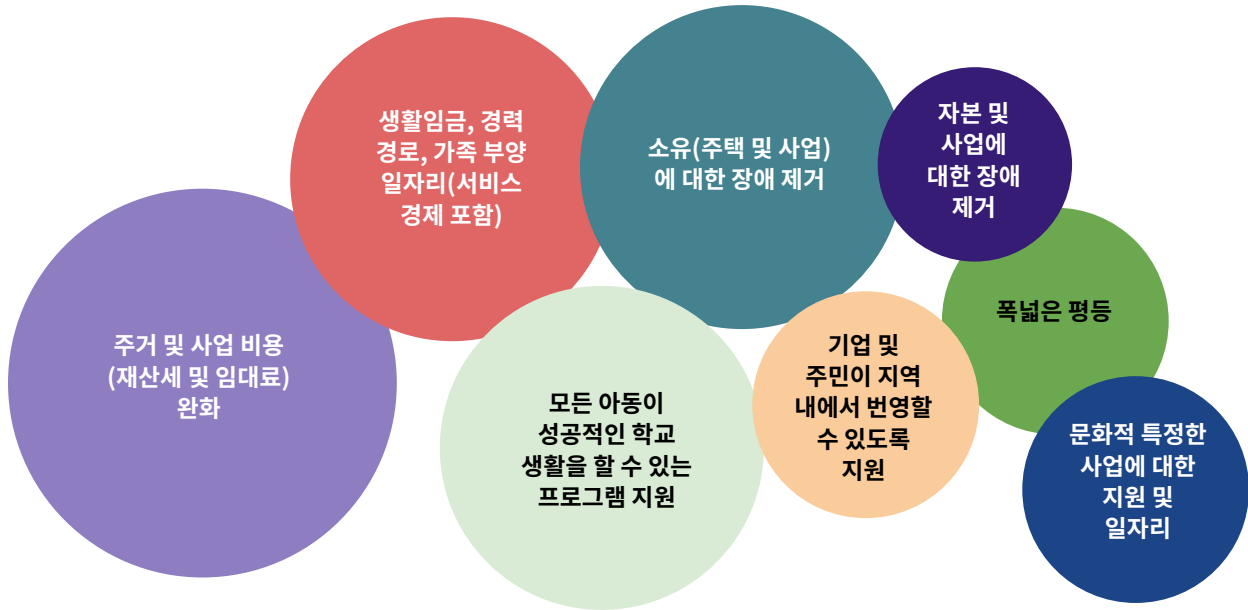 주거 및 사업 비용
(재산세 및 임대료)
완화
생활임금, 경력
경로, 가족 부양
일자리(서비스
경제 포함)
소유(주택 및 사업)
에 대한 장애 제거
자본 및
사업에
대한 장애
제거
모든 아동이
성공적인 학교
생활을 할 수 있는
프로그램 지원
기업 및
주민이 지역
내에서 번영할
수 있도록
지원
폭넓은 평등
문화적 특정한
사업에 대한
지원 및
일자리